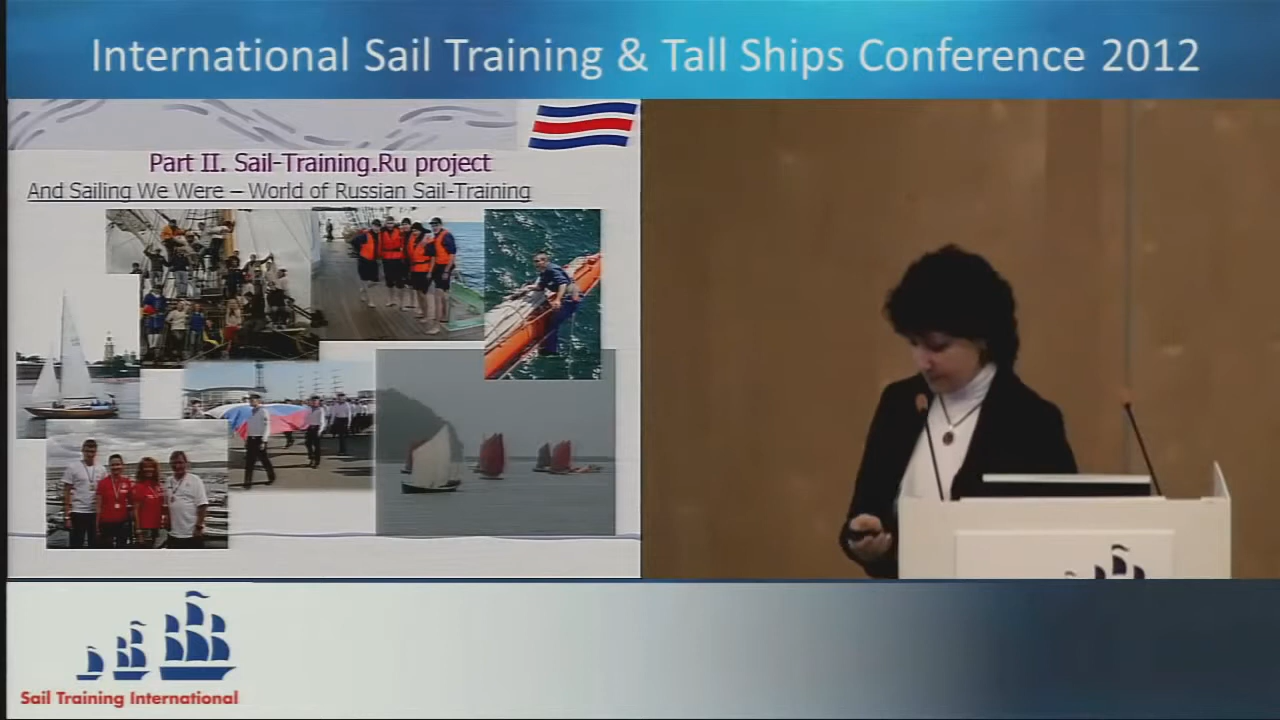 International Sail Training & Tall Ships Conference 2012
Part II. Sail-Training.Ru project
And Sailing We Were – World of Russian Sail-Training
Sail Training International